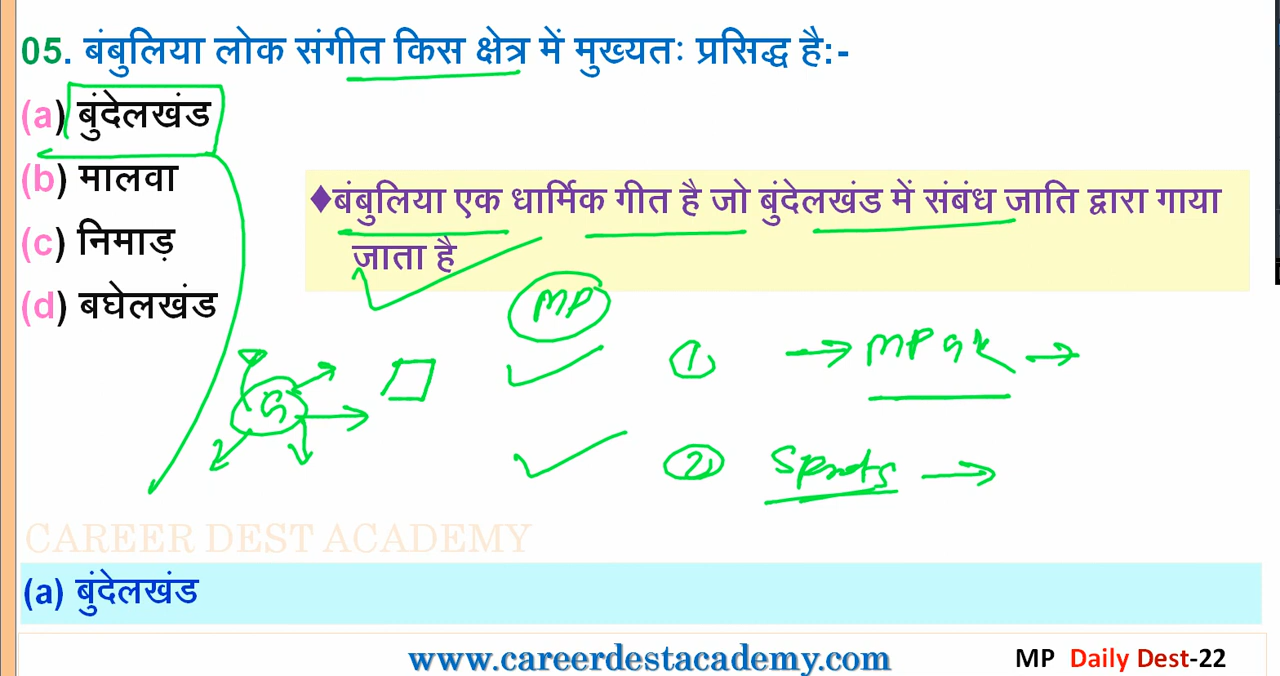 05. बंबुलिया लोक संगीत किस क्षेत्र में मुख्यतः प्रसिद्ध है:-
(a) बुंदेलखंड
(b) मालवा
(c) निमाड़
(d) बघेलखंड
♦बंबुलिया एक धार्मिक गीत है जो बुंदेलखंड में संबंध जाति द्वारा गाया
जाता है
MP
① → MP GK →
G
② Sports →
CAREER DEST ACADEMY
(a) बुंदेलखंड
www.careerdestacademy.com
MP Daily Dest-22